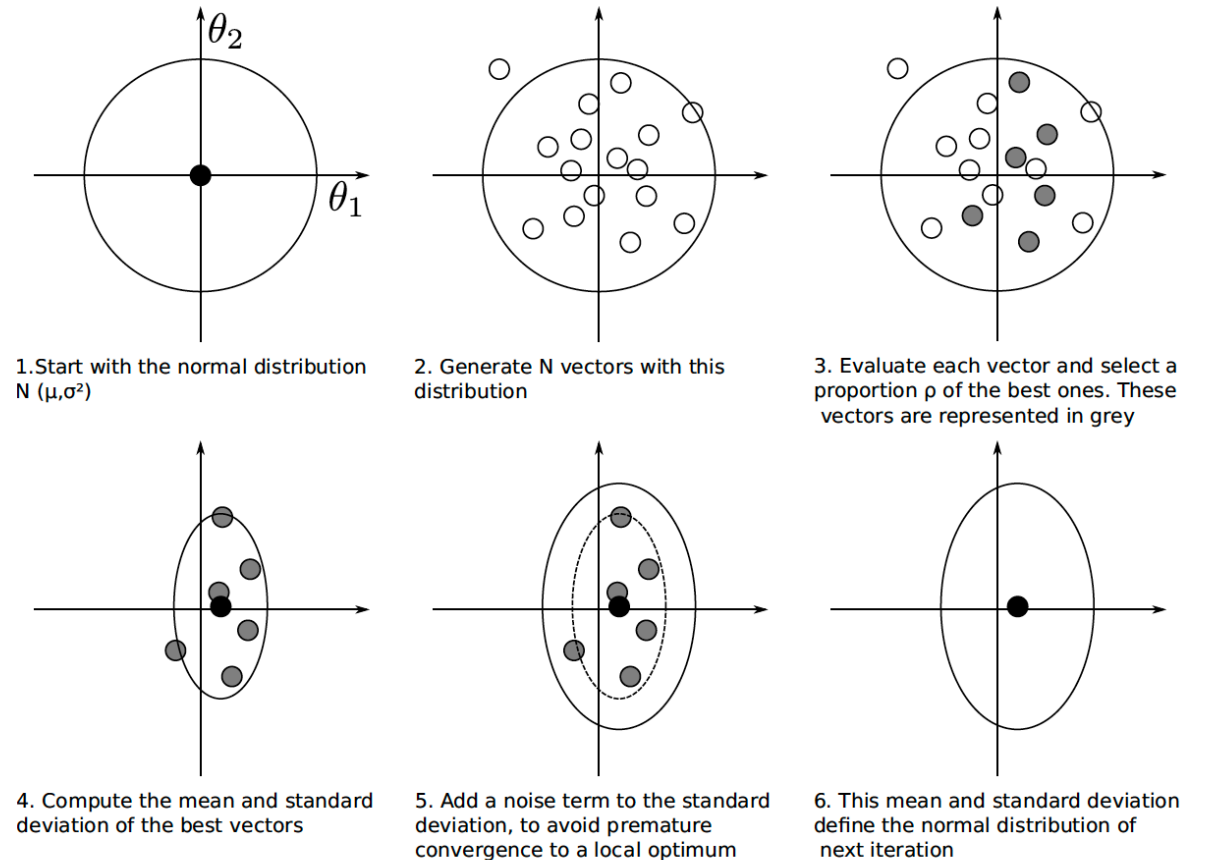 θ₂
θ₁
1.Start with the normal distribution
N (μ,σ²)
2. Generate N vectors with this
distribution
3. Evaluate each vector and select a
proportion ρ of the best ones. These
vectors are represented in grey
4. Compute the mean and standard
deviation of the best vectors
5. Add a noise term to the standard
deviation, to avoid premature
convergence to a local optimum
6. This mean and standard deviation
define the normal distribution of
next iteration